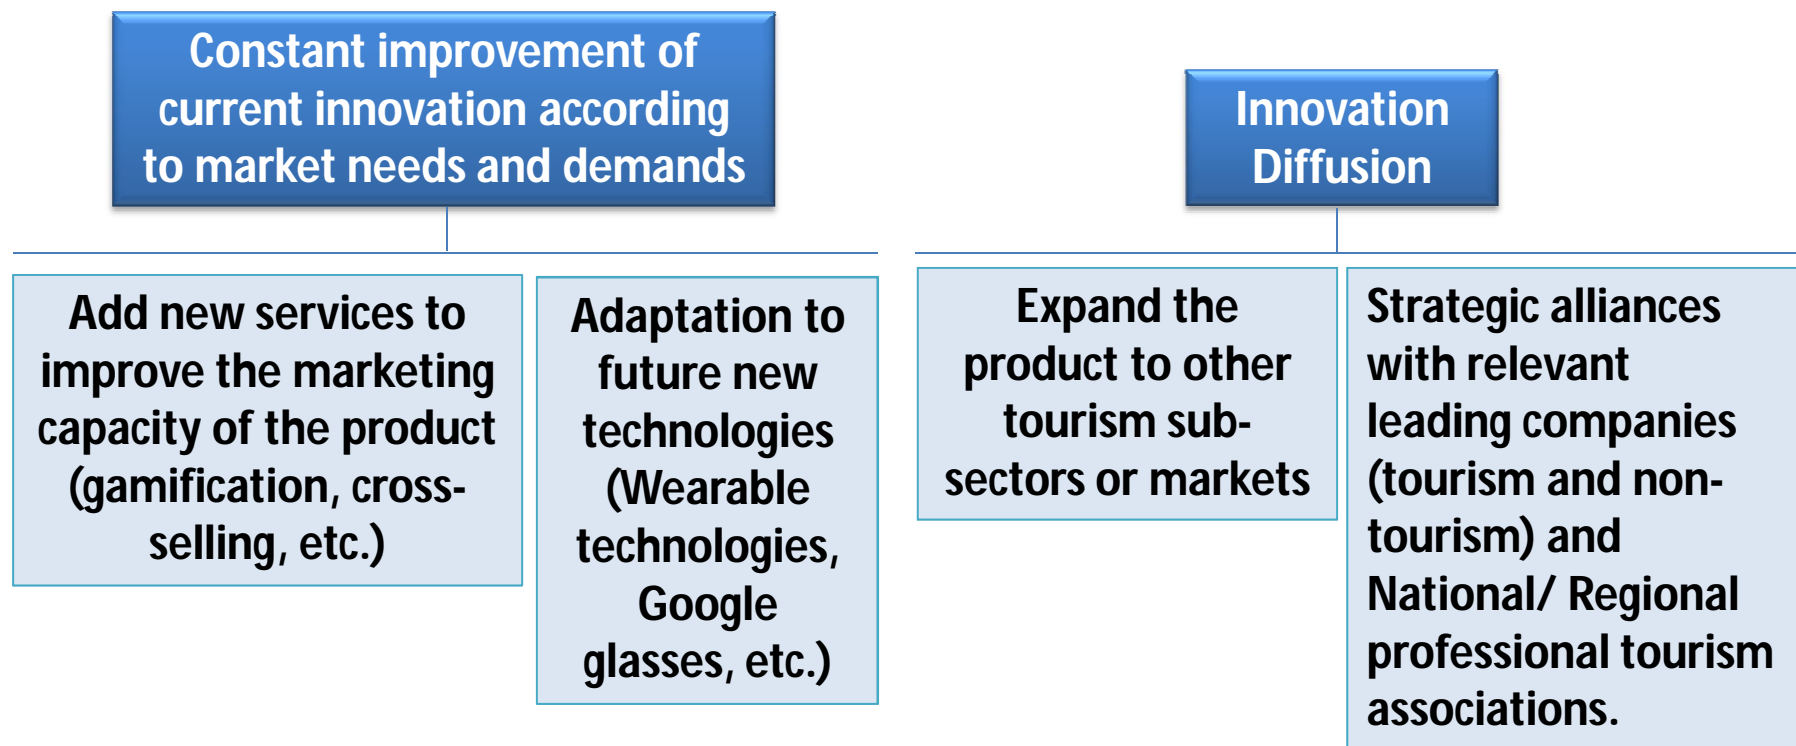 Constant improvement of
current innovation according
to market needs and demands
Add new services to
improve the marketing
capacity of the product
(gamification, cross-
selling, etc.)
Adaptation to
future new
technologies
(Wearable
technologies,
Google
glasses, etc.)
Innovation
Diffusion
Expand the
product to other
tourism sub-
sectors or markets
Strategic alliances
with relevant
leading companies
(tourism and non-
tourism) and
National/ Regional
professional tourism
associations.